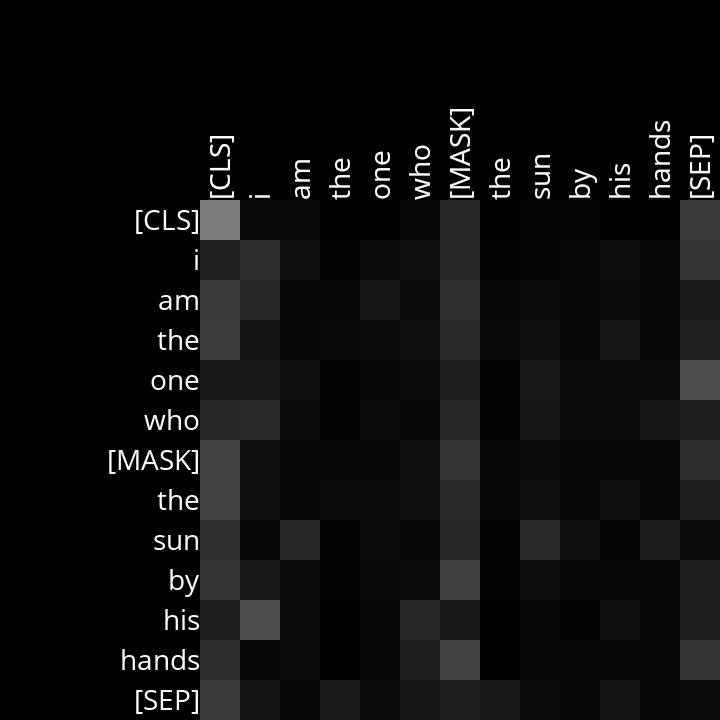 [CLS] i am the one who [MASK] the sun by his hands [SEP]
[CLS]
i
am
the
one
who
[MASK]
the
sun
by
his
hands
[SEP]